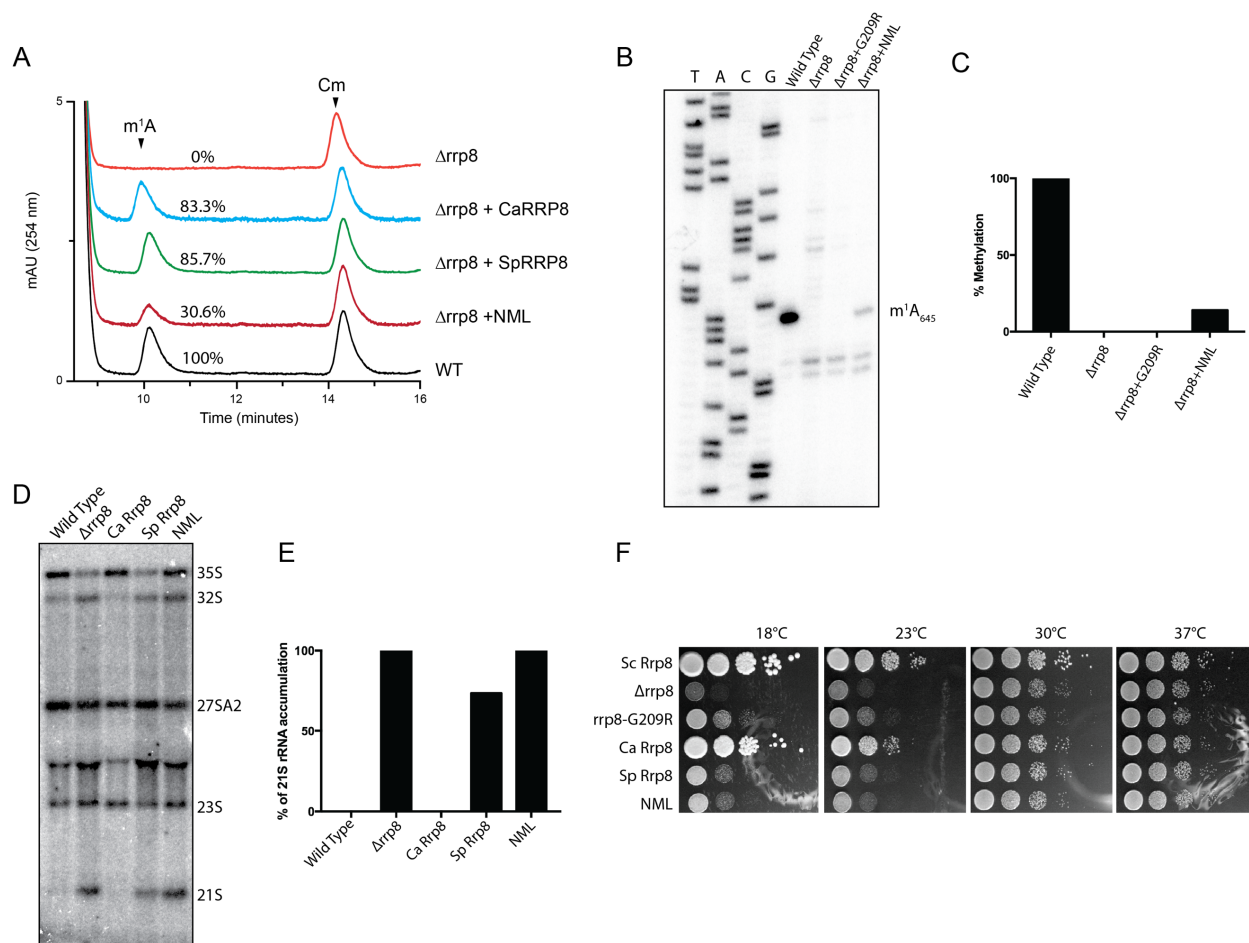 A
m¹A
Cm
5
0
mAU (254 nm)
0%
Δrrp8
83.3%
Δrrp8 + CaRRP8
85.7%
Δrrp8 + SpRRP8
30.6%
Δrrp8 +NML
100%
WT
10
12
14
16
Time (minutes)
B
T
A
C
G
Wild Type
Δrrp8
Δrrp8+G209R
Δrrp8+NML
m¹A₆₄₅
C
% Methylation
100
50
0
Wild Type
Δrrp8
Δrrp8+G209R
Δrrp8+NML
D
Wild Type
Δrrp8
Ca Rrp8
Sp Rrp8
NML
35S
32S
27SA2
23S
21S
E
% of 21S rRNA accumulation
100
50
0
Wild Type
Δrrp8
Ca Rrp8
Sp Rrp8
NML
F
18°C
23°C
30°C
37°C
Sc Rrp8
Δrrp8
rrp8-G209R
Ca Rrp8
Sp Rrp8
NML